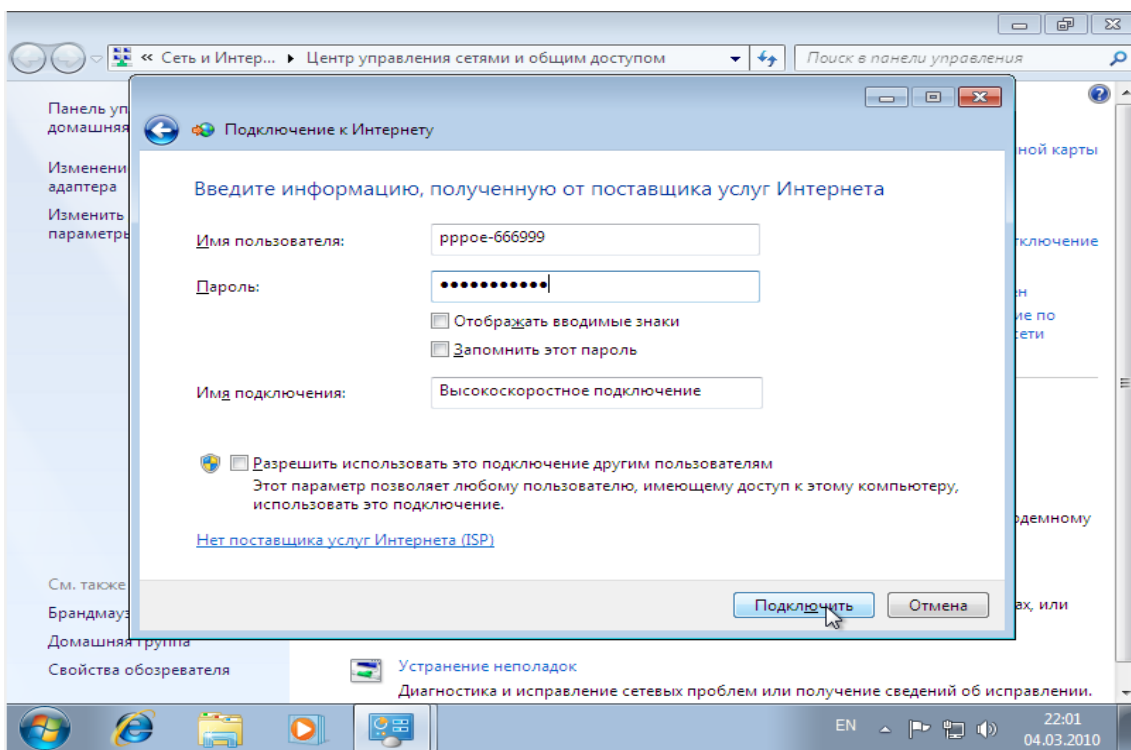 « Сеть и Интер... ▸ Центр управления сетями и общим доступом
Поиск в панели управления
Панель уп
домашняя
Изменени
адаптера
Изменить
параметры
Подключение к Интернету
Введите информацию, полученную от поставщика услуг Интернета
Имя пользователя:
pppoe-666999
Пароль:
•••••••••••
Отображать вводимые знаки
Запомнить этот пароль
Имя подключения:
Высокоскоростное подключение
Разрешить использовать это подключение другим пользователям
Этот параметр позволяет любому пользователю, имеющему доступ к этому компьютеру,
использовать это подключение.
Нет поставщика услуг Интернета (ISP)
Подключить
Отмена
ной карты
ключение
ен
ие по
сети
одемному
ах, или
См. также
Брандмауэ
Домашняя группа
Свойства обозревателя
Устранение неполадок
Диагностика и исправление сетевых проблем или получение сведений об исправлении.
EN
22:01
04.03.2010